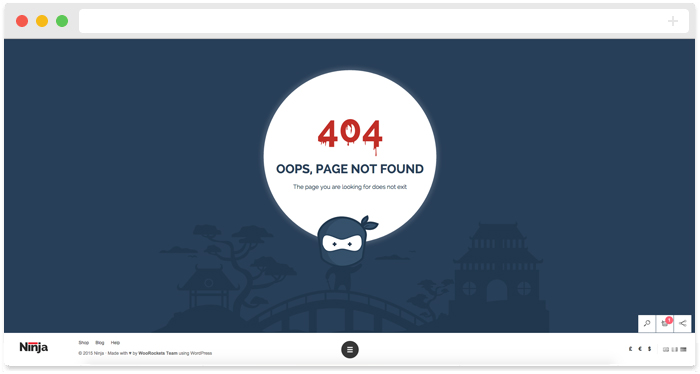 404
OOPS, PAGE NOT FOUND
The page you are looking for does not exit
1
Ninja
Shop Blog Help
© 2015 Ninja · Made with ♥ by WooRockets Team using WordPress
£ € $